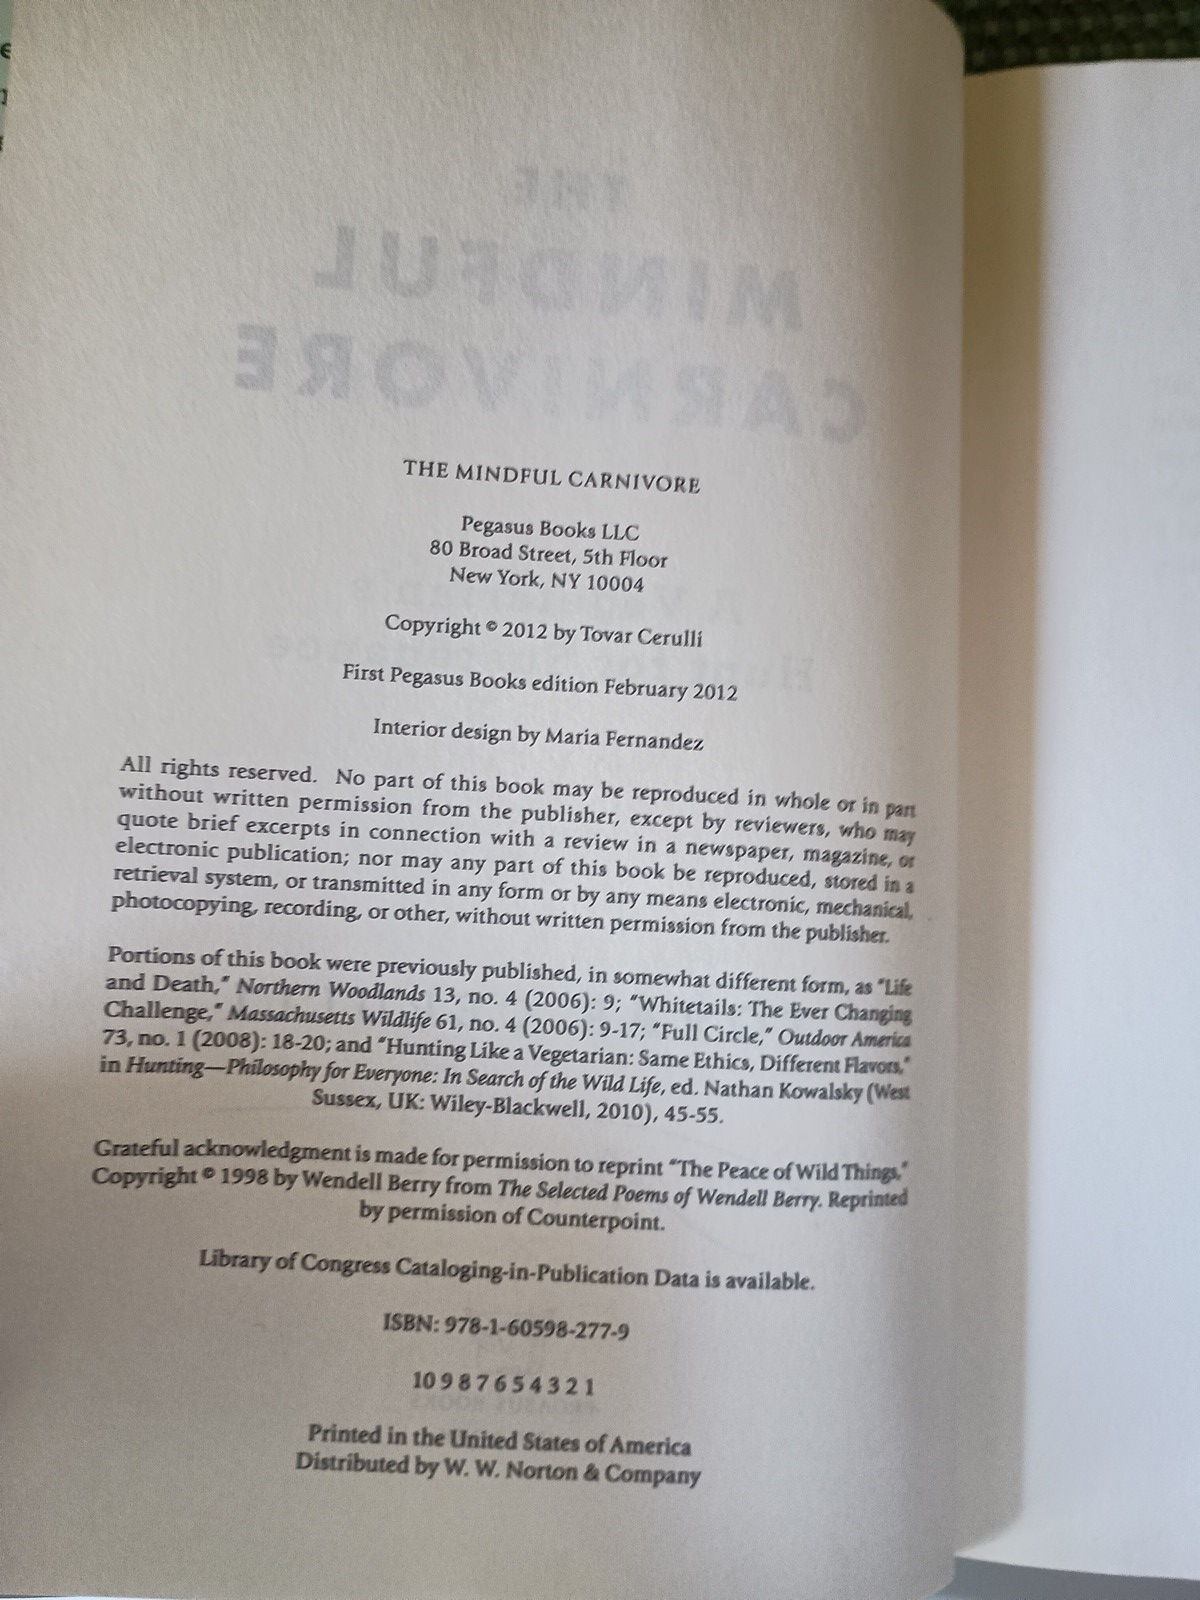 THE MINDFUL CARNIVORE
Pegasus Books LLC
80 Broad Street, 5th Floor
New York, NY 10004
Copyright © 2012 by Tovar Cerulli
First Pegasus Books edition February 2012
Interior design by Maria Fernandez
All rights reserved. No part of this book may be reproduced in whole or in part
without written permission from the publisher, except by reviewers, who may
quote brief excerpts in connection with a review in a newspaper, magazine, or
electronic publication; nor may any part of this book be reproduced, stored in a
retrieval system, or transmitted in any form or by any means electronic, mechanical,
photocopying, recording, or other, without written permission from the publisher.
Portions of this book were previously published, in somewhat different form, as "Life
and Death," Northern Woodlands 13, no. 4 (2006): 9; "Whitetails: The Ever Changing
Challenge," Massachusetts Wildlife 61, no. 4 (2006): 9-17; "Full Circle," Outdoor America
73, no. 1 (2008): 18-20; and "Hunting Like a Vegetarian: Same Ethics, Different Flavors,"
in Hunting—Philosophy for Everyone: In Search of the Wild Life, ed. Nathan Kowalsky (West
Sussex, UK: Wiley-Blackwell, 2010), 45-55.
Grateful acknowledgment is made for permission to reprint "The Peace of Wild Things,"
Copyright © 1998 by Wendell Berry from The Selected Poems of Wendell Berry. Reprinted
by permission of Counterpoint.
Library of Congress Cataloging-in-Publication Data is available.
ISBN: 978-1-60598-277-9
10 9 8 7 6 5 4 3 2 1
Printed in the United States of America
Distributed by W. W. Norton & Company